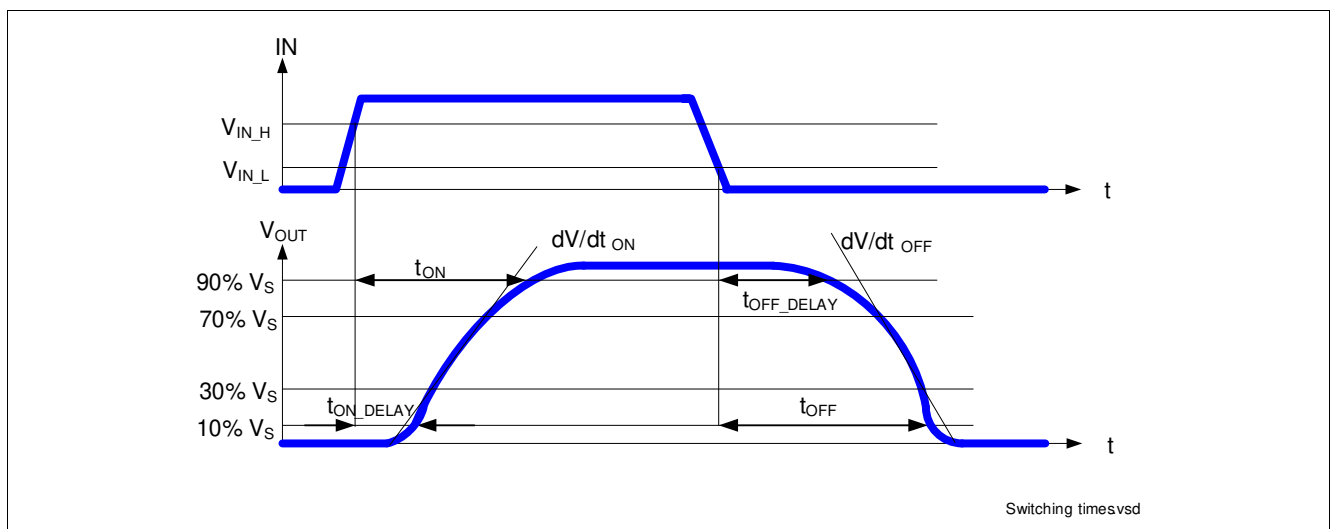 IN
V_IN_H
V_IN_L
t
V_OUT
dV/dt ON
dV/dt OFF
90% V_S
t_ON
t_OFF_DELAY
70% V_S
30% V_S
t_ON_DELAY
t_OFF
10% V_S
t
Switching times.vsd